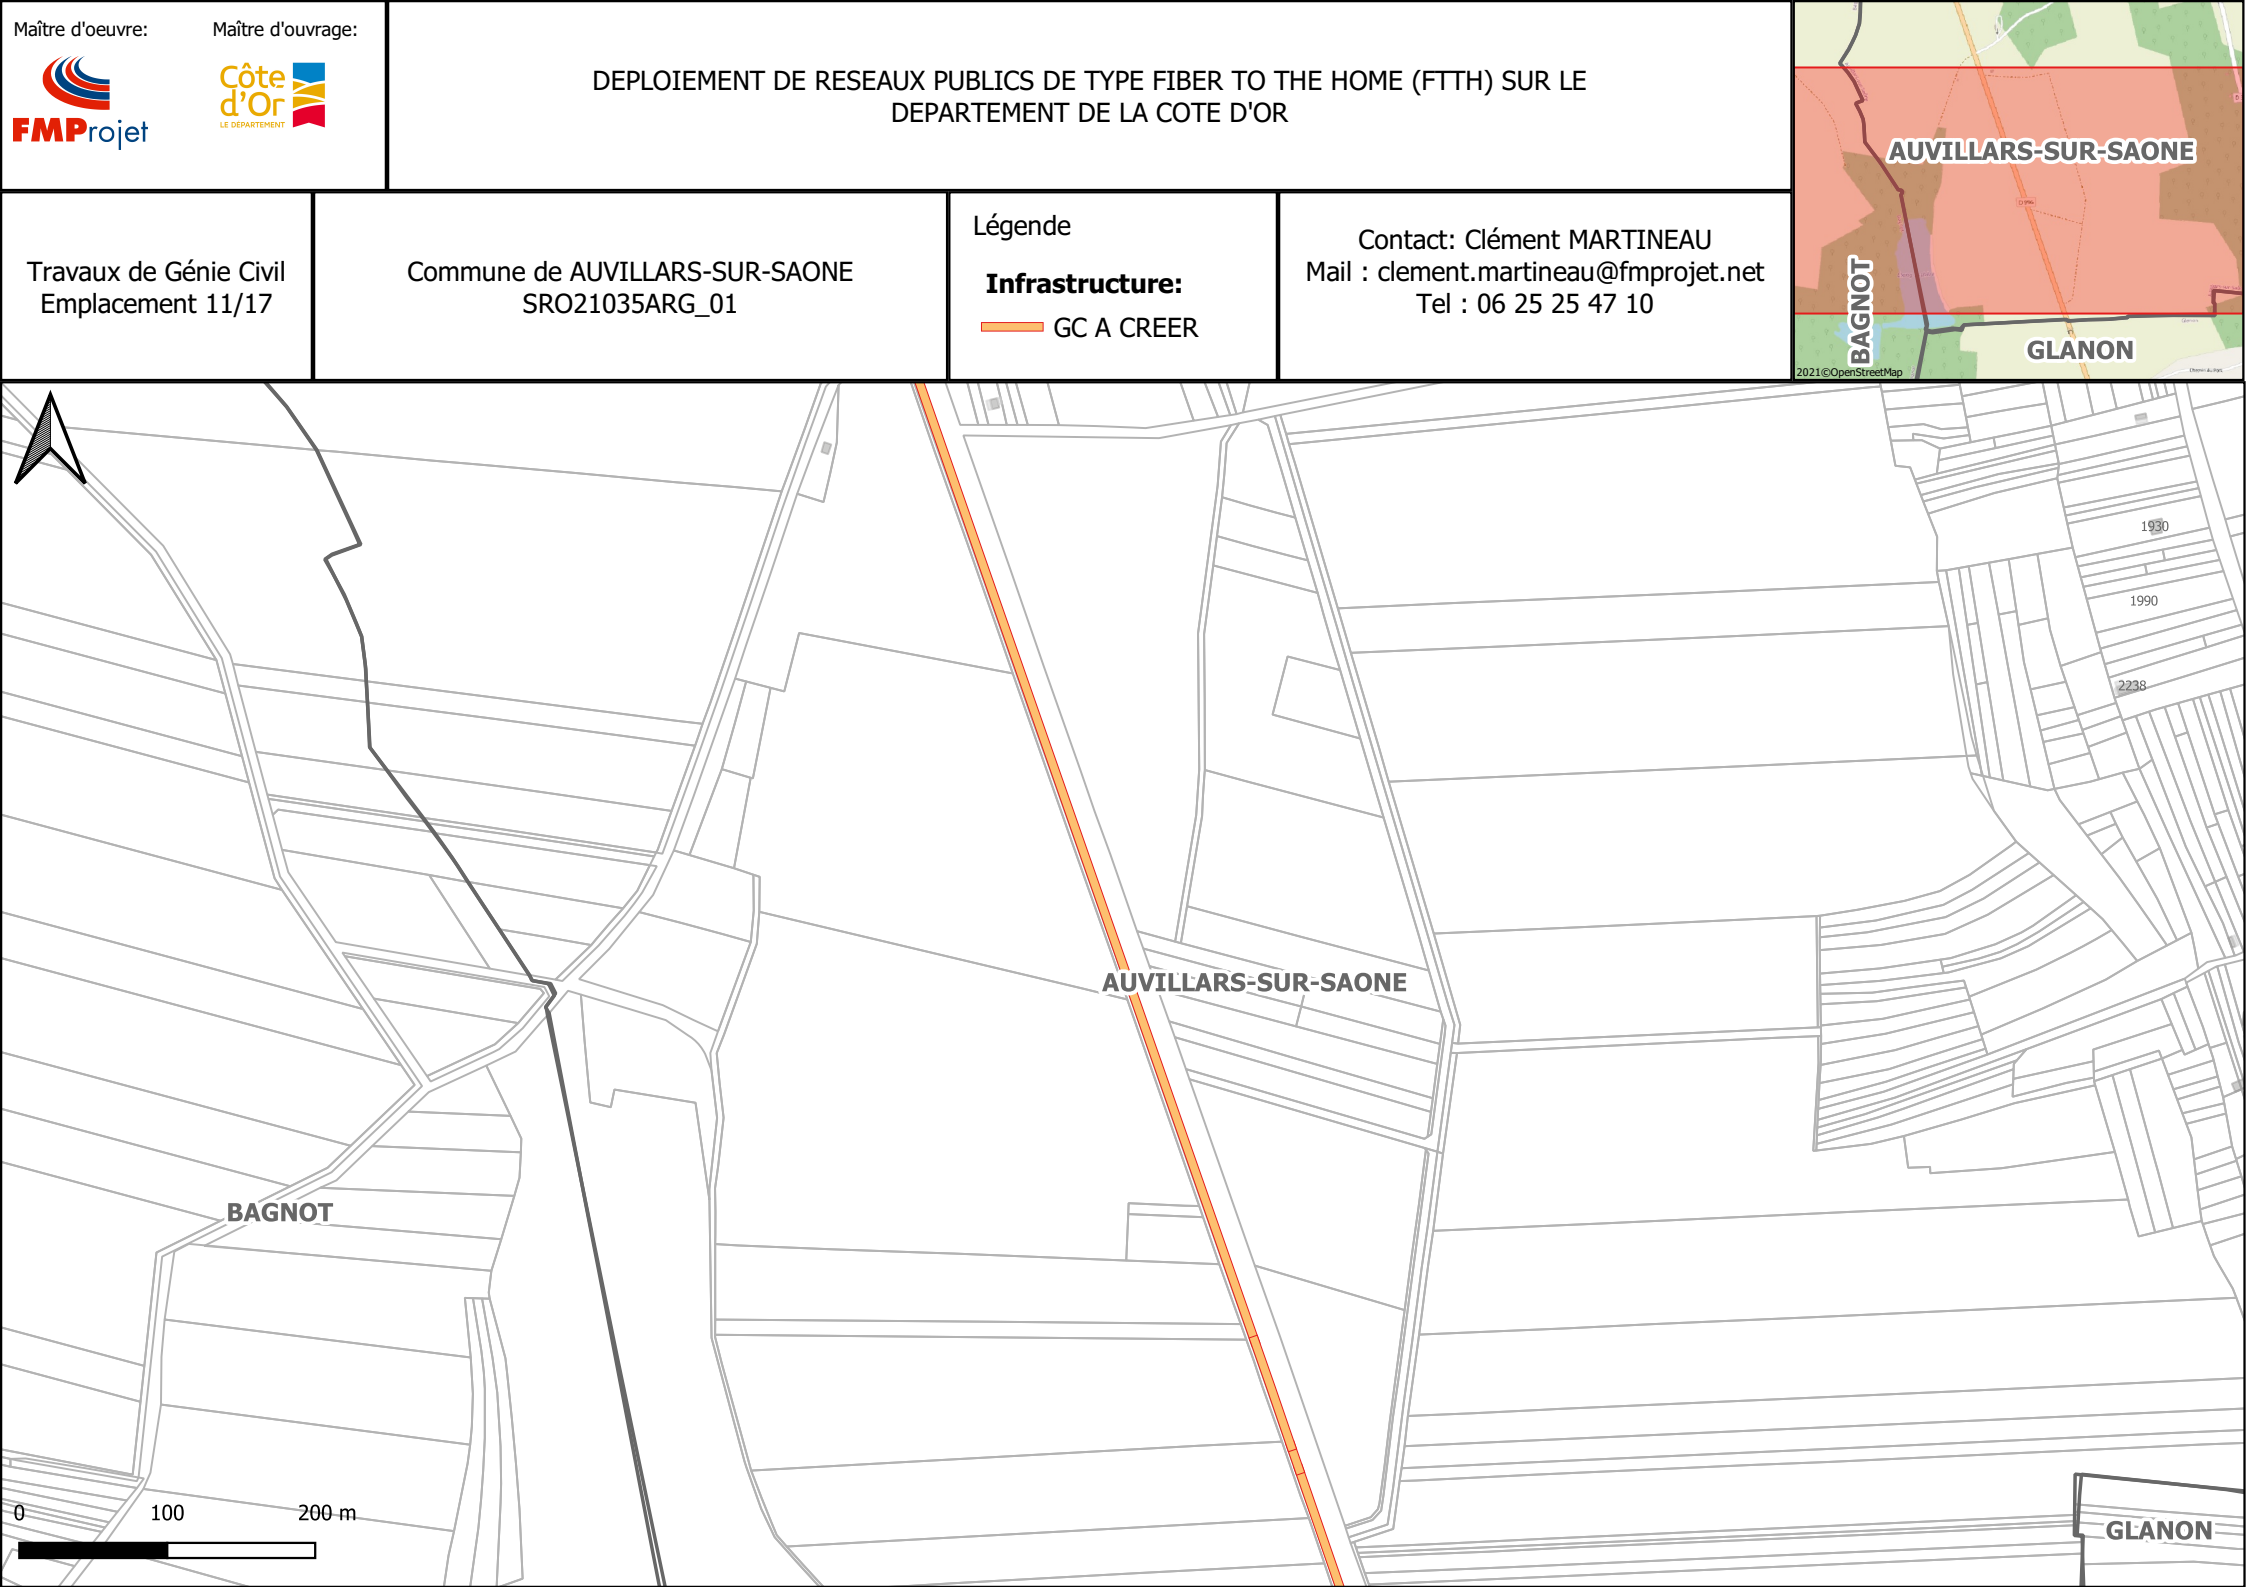 Maître d'oeuvre:
Maître d'ouvrage:
FMProjet
Côte
d'Or
LE DÉPARTEMENT
DEPLOIEMENT DE RESEAUX PUBLICS DE TYPE FIBER TO THE HOME (FTTH) SUR LE
DEPARTEMENT DE LA COTE D'OR
Travaux de Génie Civil
Emplacement 11/17
Commune de AUVILLARS-SUR-SAONE
SRO21035ARG_01
Légende
Infrastructure:
GC A CREER
Contact: Clément MARTINEAU
Mail : clement.martineau@fmprojet.net
Tel : 06 25 25 47 10
AUVILLARS-SUR-SAONE
D 996
BAGNOT
GLANON
2021©OpenStreetMap
1930
1990
2238
AUVILLARS-SUR-SAONE
BAGNOT
GLANON
0 100 200 m